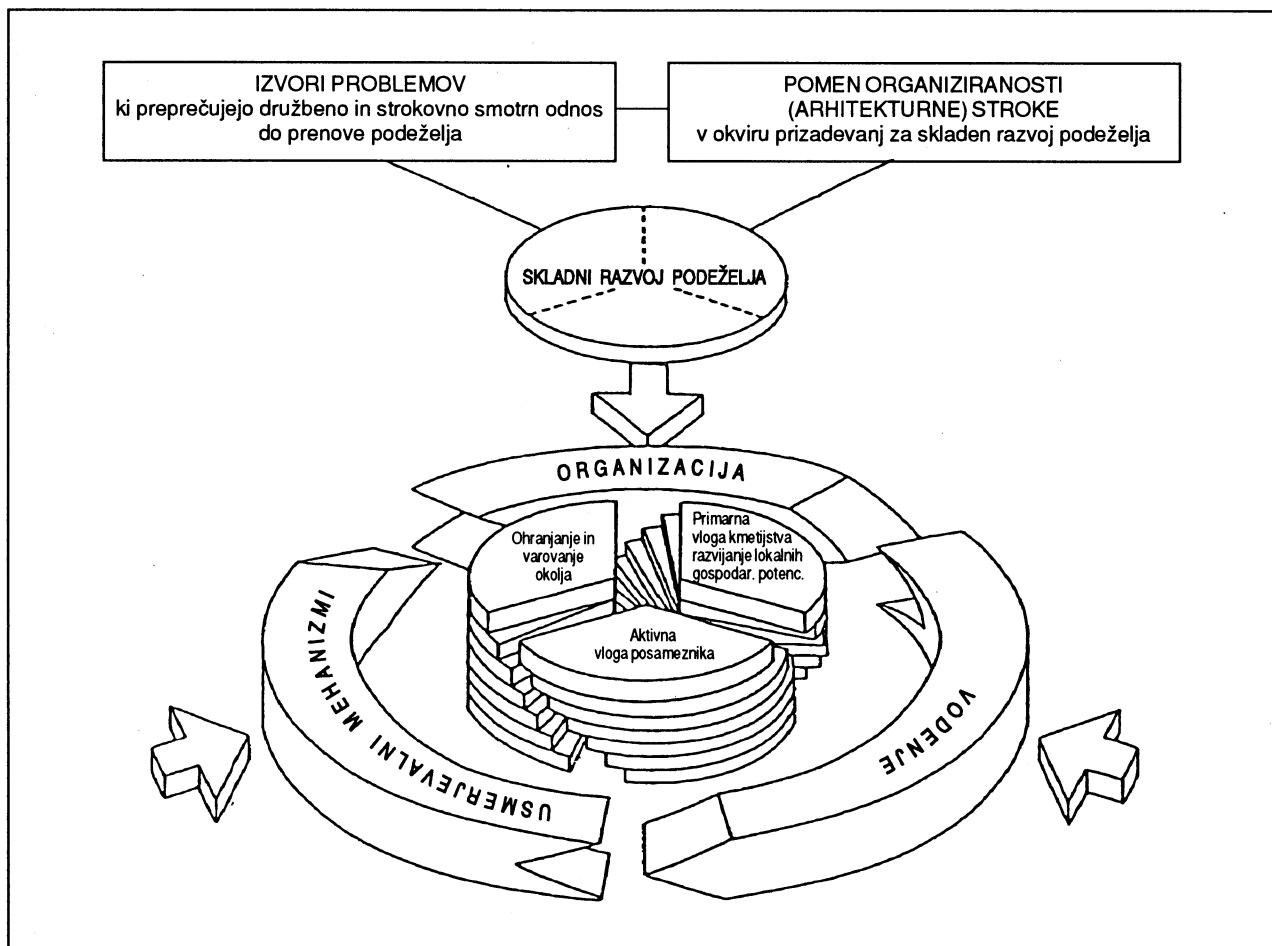 IZVORI PROBLEMOV
ki preprečujejo družbeno in strokovno smotrn odnos
do prenove podeželja
POMEN ORGANIZIRANOSTI
(ARHITEKTURNE) STROKE
v okviru prizadevanj za skladen razvoj podeželja
SKLADNI RAZVOJ PODEŽELJA
ORGANIZACIJA
Ohranjanje in
varovanje
okolja
Primarna
vloga kmetijstva
razvijanje lokalnih
gospodar. potenc.
Aktivna
vloga posameznika
USMERJEVALNI MEHANIZMI
VODENJE